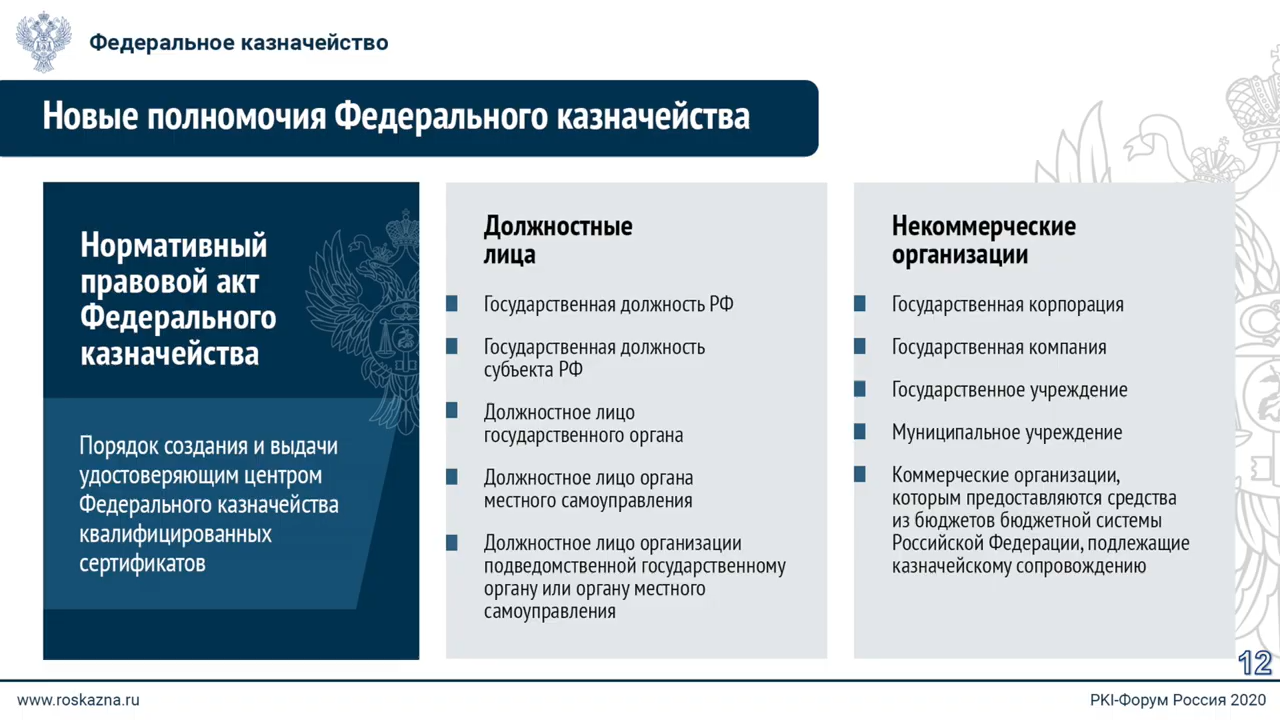 Федеральное казначейство
Новые полномочия Федерального казначейства
Нормативный
правовой акт
Федерального
казначейства
Порядок создания и выдачи
удостоверяющим центром
Федерального казначейства
квалифицированных
сертификатов
Должностные
лица
Государственная должность РФ
Государственная должность
субъекта РФ
Должностное лицо
государственного органа
Должностное лицо органа
местного самоуправления
Должностное лицо организации
подведомственной государственному
органу или органу местного
самоуправления
Некоммерческие
организации
Государственная корпорация
Государственная компания
Государственное учреждение
Муниципальное учреждение
Коммерческие организации,
которым предоставляются средства
из бюджетов бюджетной системы
Российской Федерации, подлежащие
казначейскому сопровождению
12
www.roskazna.ru
PKI-Форум Россия 2020